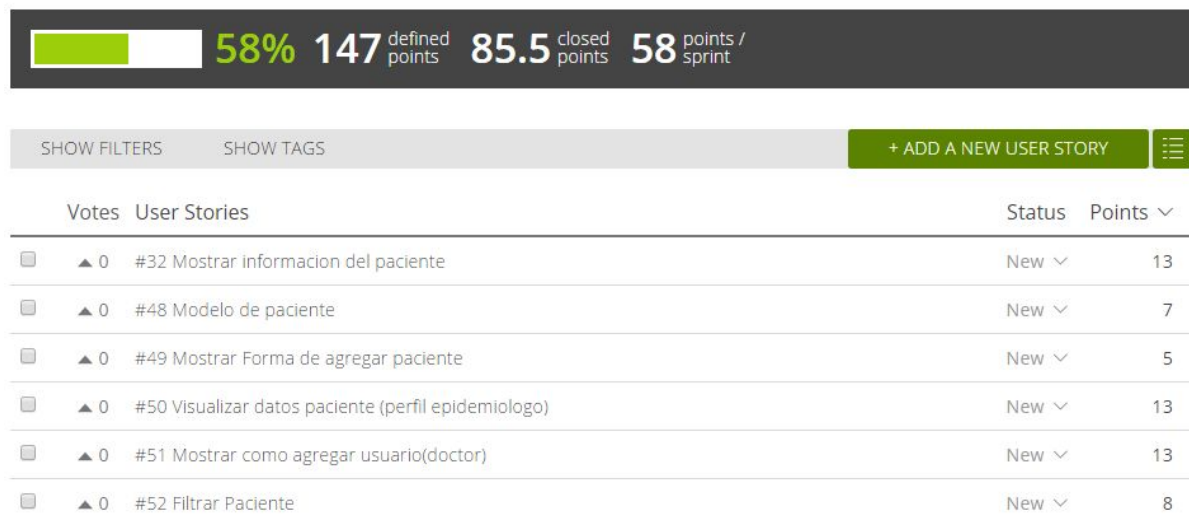 58% 147 defined points 85.5 closed points 58 points / sprint
SHOW FILTERS SHOW TAGS + ADD A NEW USER STORY
Votes User Stories Status Points
0 #32 Mostrar informacion del paciente New 13
0 #48 Modelo de paciente New 7
0 #49 Mostrar Forma de agregar paciente New 5
0 #50 Visualizar datos paciente (perfil epidemiologo) New 13
0 #51 Mostrar como agregar usuario(doctor) New 13
0 #52 Filtrar Paciente New 8